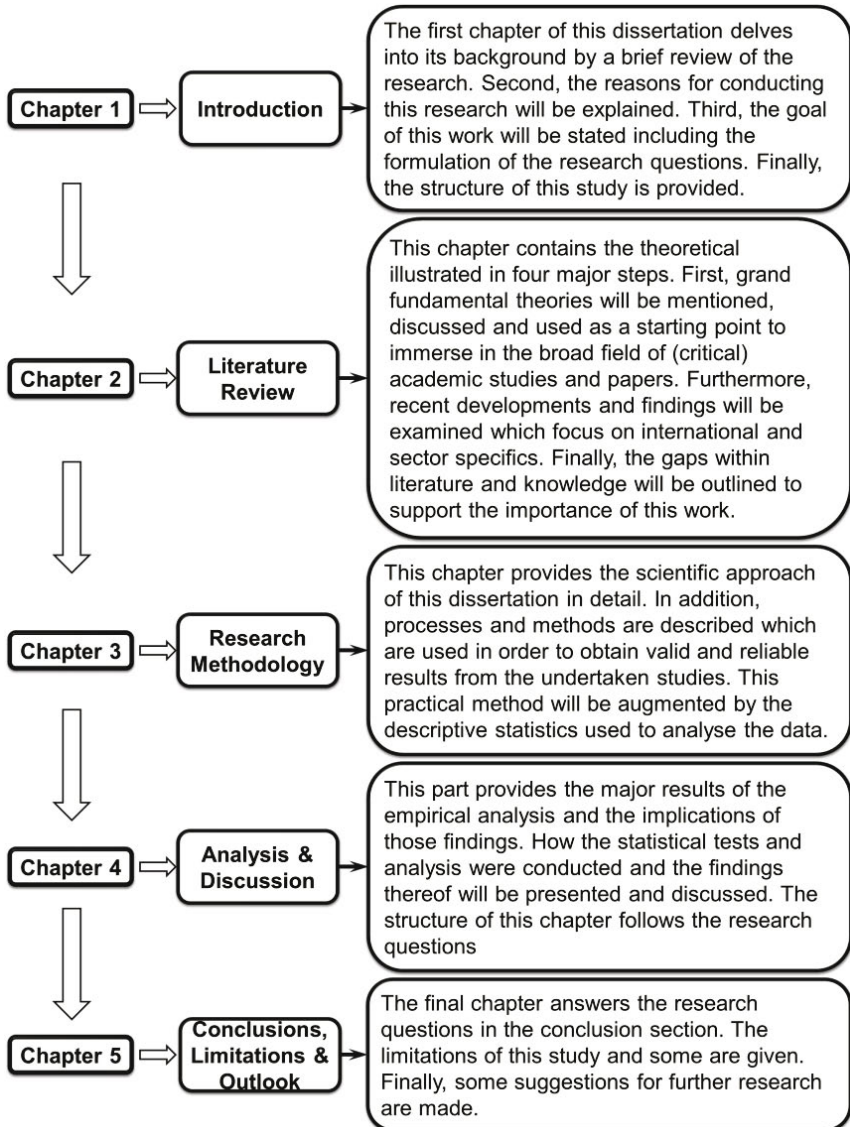 Chapter 1
Introduction
The first chapter of this dissertation delves
into its background by a brief review of the
research. Second, the reasons for conducting
this research will be explained. Third, the goal
of this work will be stated including the
formulation of the research questions. Finally,
the structure of this study is provided.
Chapter 2
Literature
Review
This chapter contains the theoretical
illustrated in four major steps. First, grand
fundamental theories will be mentioned,
discussed and used as a starting point to
immerse in the broad field of (critical)
academic studies and papers. Furthermore,
recent developments and findings will be
examined which focus on international and
sector specifics. Finally, the gaps within
literature and knowledge will be outlined to
support the importance of this work.
Chapter 3
Research
Methodology
This chapter provides the scientific approach
of this dissertation in detail. In addition,
processes and methods are described which
are used in order to obtain valid and reliable
results from the undertaken studies. This
practical method will be augmented by the
descriptive statistics used to analyse the data.
Chapter 4
Analysis &
Discussion
This part provides the major results of the
empirical analysis and the implications of
those findings. How the statistical tests and
analysis were conducted and the findings
thereof will be presented and discussed. The
structure of this chapter follows the research
questions
Chapter 5
Conclusions,
Limitations &
Outlook
The final chapter answers the research
questions in the conclusion section. The
limitations of this study and some are given.
Finally, some suggestions for further research
are made.